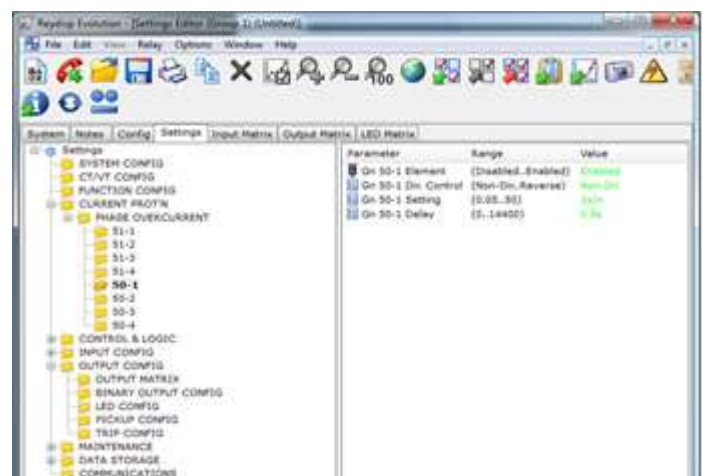 Reydisp Evolution - [Settings Editor (Group 1) (Untitled)]
File Edit View Relay Options Window Help
100
System Notes Config Settings Input Matrix Output Matrix LED Matrix
Settings
SYSTEM CONFIG
CT/VT CONFIG
FUNCTION CONFIG
CURRENT PROT'N
PHASE OVERCURRENT
51-1
51-2
51-3
51-4
50-1
50-2
50-3
50-4
CONTROL & LOGIC
INPUT CONFIG
OUTPUT CONFIG
OUTPUT MATRIX
BINARY OUTPUT CONFIG
LED CONFIG
PICKUP CONFIG
TRIP CONFIG
MAINTENANCE
DATA STORAGE
COMMUNICATIONS
Parameter Range Value
Gn 50-1 Element (Disabled..Enabled) Enabled
Gn 50-1 Dir. Control (Non-Dir..Reverse) Non-Dir
Gn 50-1 Setting (0.05..50)
Gn 50-1 Delay (0..14400)